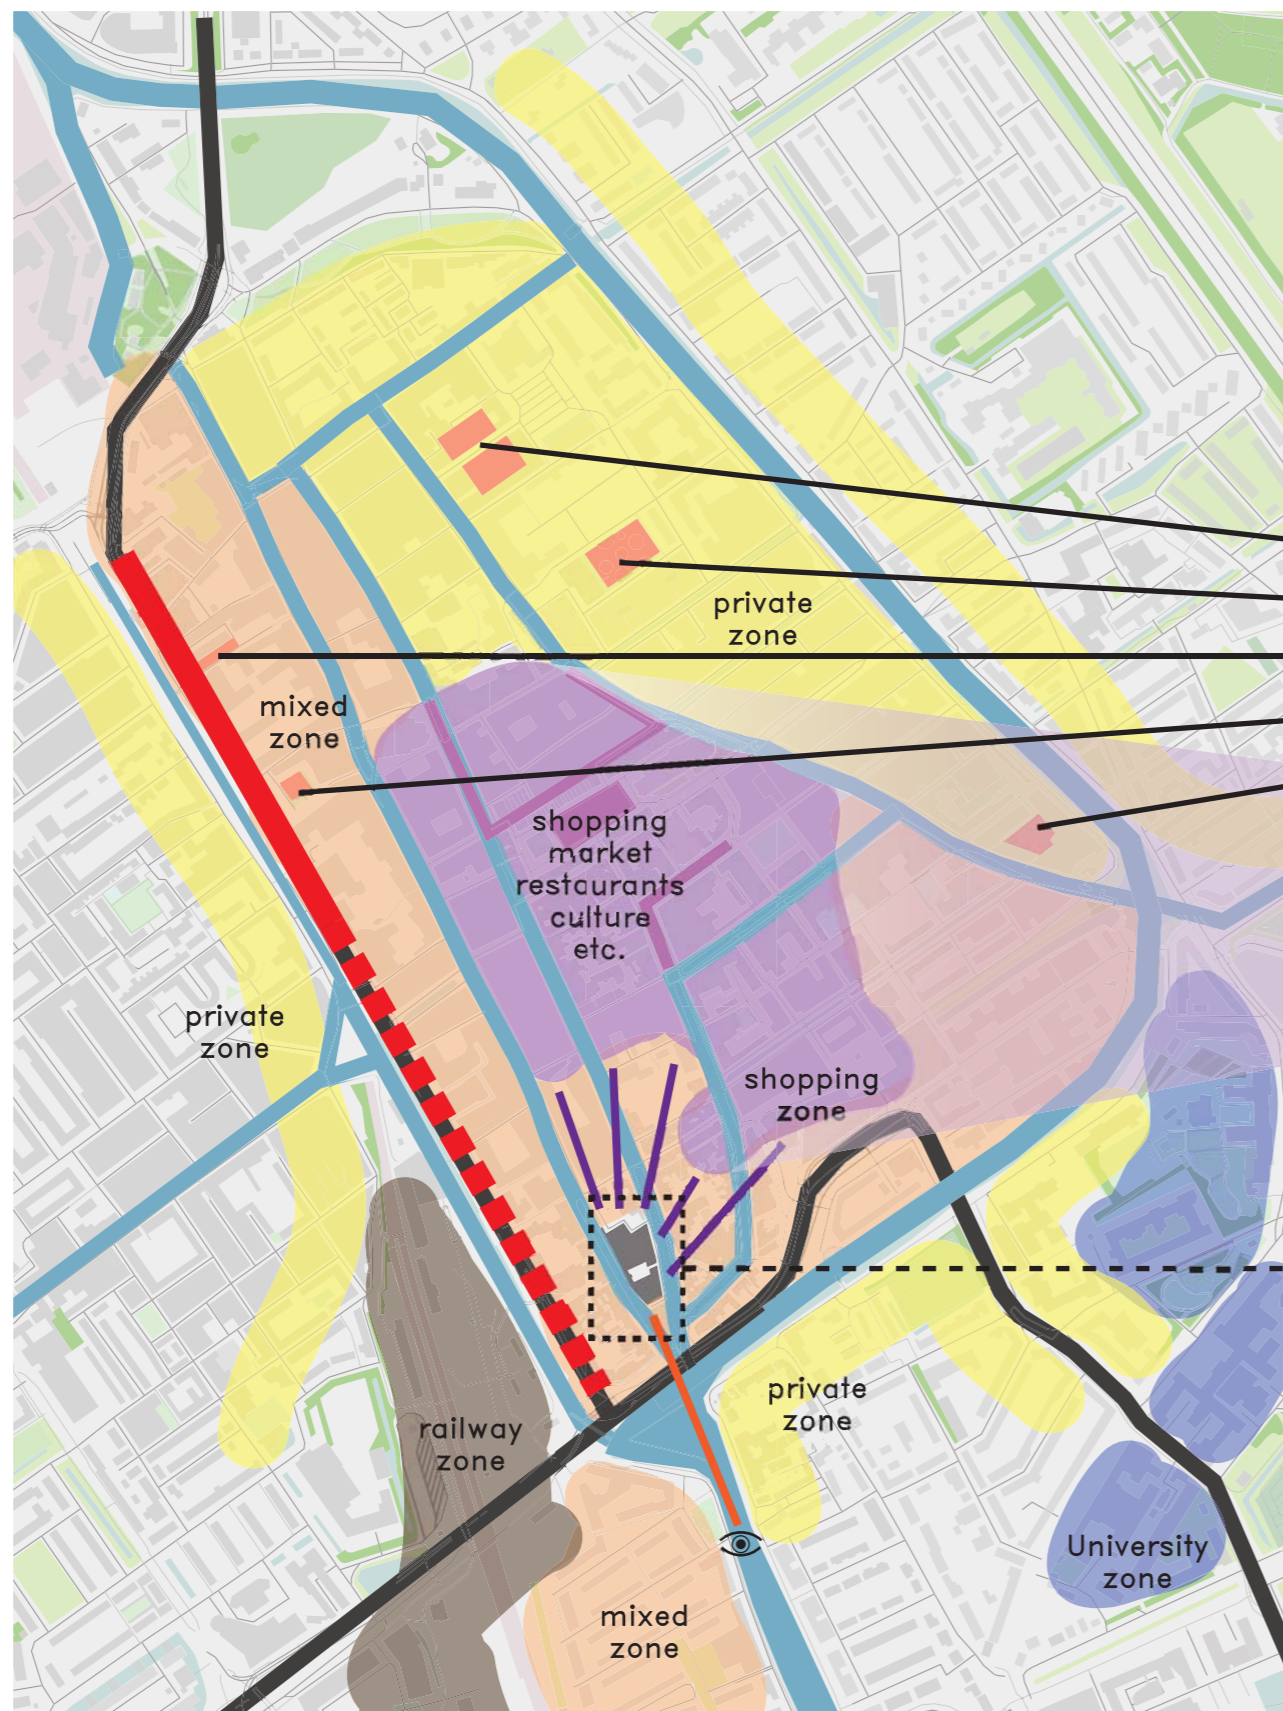 private
zone
mixed
zone
shopping
market
restaurants
culture
etc.
private
zone
shopping
zone
private
zone
railway
zone
University
zone
mixed
zone